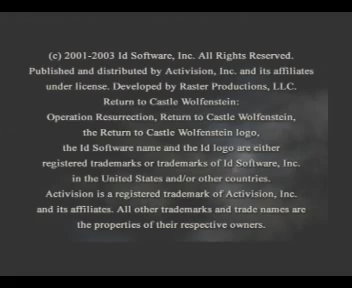 (c) 2001-2003 Id Software, Inc. All Rights Reserved.
Published and distributed by Activision, Inc. and its affiliates
under license. Developed by Raster Productions, LLC.
Return to Castle Wolfenstein:
Operation Resurrection, Return to Castle Wolfenstein,
the Return to Castle Wolfenstein logo,
the Id Software name and the Id logo are either
registered trademarks or trademarks of Id Software, Inc.
in the United States and/or other countries.
Activision is a registered trademark of Activision, Inc.
and its affiliates. All other trademarks and trade names are
the properties of their respective owners.